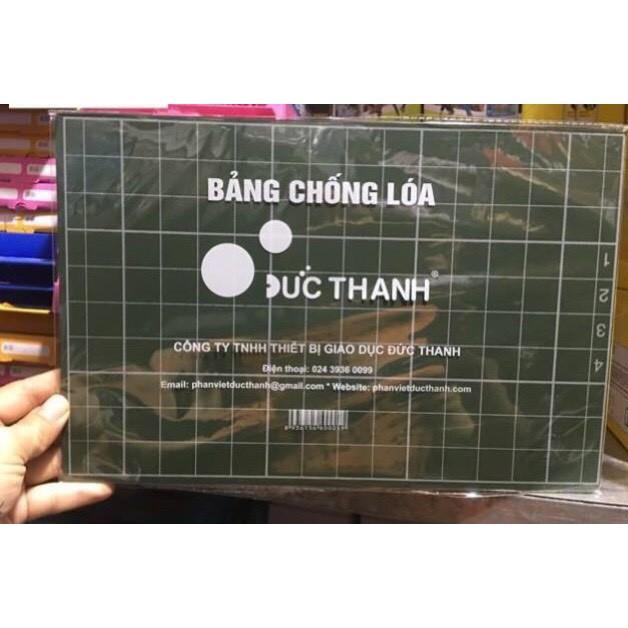 BẢNG CHỐNG LÓA
ĐỨC THANH®
CÔNG TY TNHH THIẾT BỊ GIÁO DỤC ĐỨC THANH
Điện thoại: 024 3936 0099
Email: phanvietducthanh@gmail.com * Website: phanvietducthanh.com
1
2
3
4